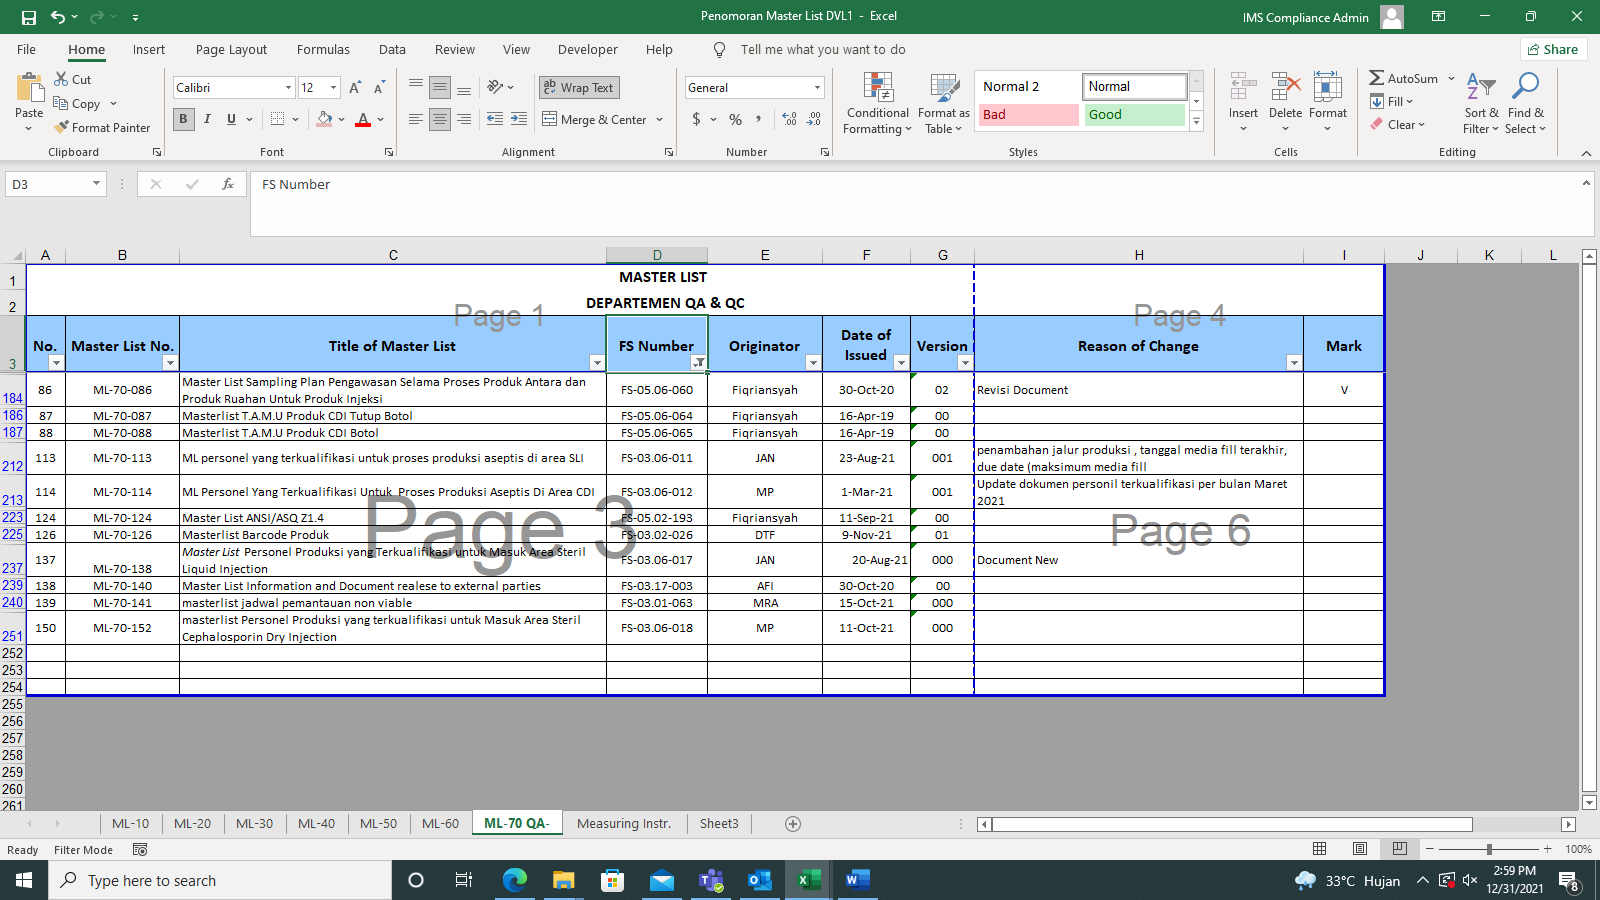 Penomoran Master List DVL1 - Excel
IMS Compliance Admin
File Home Insert Page Layout Formulas Data Review View Developer Help Tell me what you want to do Share
Paste
Cut
Copy
Format Painter
Clipboard
Calibri 12
B I U
Font
Wrap Text
Merge & Center
Alignment
General
$ % ,
Number
Conditional Formatting
Format as Table
Normal 2 Normal
Bad Good
Styles
Insert Delete Format
Cells
AutoSum
Fill
Clear
Sort & Filter
Find & Select
Editing
D3 fx FS Number
A B C D E F G H I J K L
1 MASTER LIST
2 DEPARTEMEN QA & QC
Page 1 Page 4
3 No. Master List No. Title of Master List FS Number Originator Date of Issued Version Reason of Change Mark
184 86 ML-70-086 Master List Sampling Plan Pengawasan Selama Proses Produk Antara dan Produk Ruahan Untuk Produk Injeksi FS-05.06-060 Fiqriansyah 30-Oct-20 02 Revisi Document V
186 87 ML-70-087 Masterlist T.A.M.U Produk CDI Tutup Botol FS-05.06-064 Fiqriansyah 16-Apr-19 00
187 88 ML-70-088 Masterlist T.A.M.U Produk CDI Botol FS-05.06-065 Fiqriansyah 16-Apr-19 00
212 113 ML-70-113 ML personel yang terkualifikasi untuk proses produksi aseptis di area SLI FS-03.06-011 JAN 23-Aug-21 001 penambahan jalur produksi , tanggal media fill terakhir, due date (maksimum media fill
213 114 ML-70-114 ML Personel Yang Terkualifikasi Untuk Proses Produksi Aseptis Di Area CDI FS-03.06-012 MP 1-Mar-21 001 Update dokumen personil terkualifikasi per bulan Maret 2021
223 124 ML-70-124 Master List ANSI/ASQ Z1.4 FS-05.02-193 Fiqriansyah 11-Sep-21 00
225 126 ML-70-126 Masterlist Barcode Produk FS-03.02-026 DTF 9-Nov-21 01
Page 3 Page 6
237 137 ML-70-138 Master List Personel Produksi yang Terkualifikasi untuk Masuk Area Steril Liquid Injection FS-03.06-017 JAN 20-Aug-21 000 Document New
239 138 ML-70-140 Master List Information and Document realese to external parties FS-03.17-003 AFI 30-Oct-20 00
240 139 ML-70-141 masterlist jadwal pemantauan non viable FS-03.01-063 MRA 15-Oct-21 000
251 150 ML-70-152 masterlist Personel Produksi yang terkualifikasi untuk Masuk Area Steril Cephalosporin Dry Injection FS-03.06-018 MP 11-Oct-21 000
252
253
254
255
256
257
258
259
260
261
ML-10 ML-20 ML-30 ML-40 ML-50 ML-60 ML-70 QA- Measuring Instr. Sheet3
Ready Filter Mode 100%
Type here to search
33°C Hujan
2:59 PM
12/31/2021
8